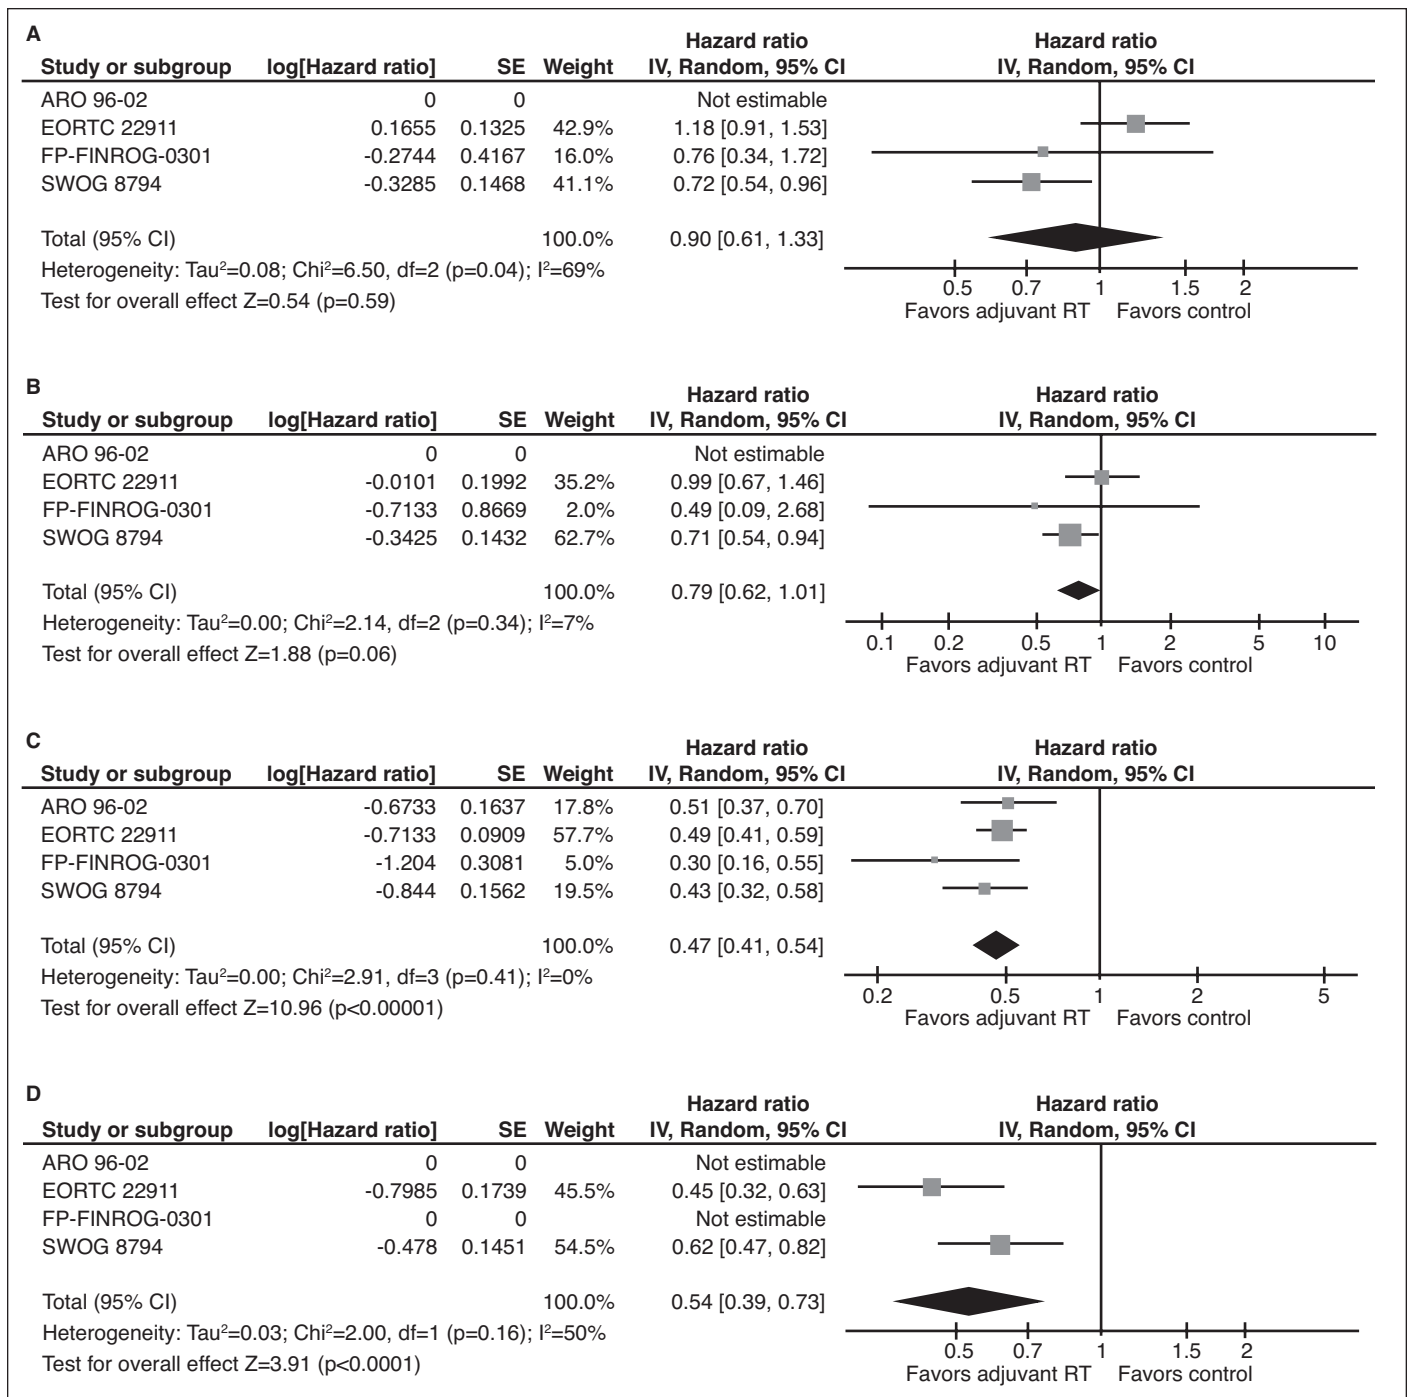 A
Hazard ratio Hazard ratio
Study or subgroup log[Hazard ratio] SE Weight IV, Random, 95% CI IV, Random, 95% CI
ARO 96-02 0 0 Not estimable
EORTC 22911 0.1655 0.1325 42.9% 1.18 [0.91, 1.53]
FP-FINROG-0301 -0.2744 0.4167 16.0% 0.76 [0.34, 1.72]
SWOG 8794 -0.3285 0.1468 41.1% 0.72 [0.54, 0.96]
Total (95% CI) 100.0% 0.90 [0.61, 1.33]
Heterogeneity: Tau²=0.08; Chi²=6.50, df=2 (p=0.04); I²=69%
Test for overall effect Z=0.54 (p=0.59)
0.5 0.7 1 1.5 2
Favors adjuvant RT Favors control
B
Hazard ratio Hazard ratio
Study or subgroup log[Hazard ratio] SE Weight IV, Random, 95% CI IV, Random, 95% CI
ARO 96-02 0 0 Not estimable
EORTC 22911 -0.0101 0.1992 35.2% 0.99 [0.67, 1.46]
FP-FINROG-0301 -0.7133 0.8669 2.0% 0.49 [0.09, 2.68]
SWOG 8794 -0.3425 0.1432 62.7% 0.71 [0.54, 0.94]
Total (95% CI) 100.0% 0.79 [0.62, 1.01]
Heterogeneity: Tau²=0.00; Chi²=2.14, df=2 (p=0.34); I²=7%
Test for overall effect Z=1.88 (p=0.06)
0.1 0.2 0.5 1 2 5 10
Favors adjuvant RT Favors control
C
Hazard ratio Hazard ratio
Study or subgroup log[Hazard ratio] SE Weight IV, Random, 95% CI IV, Random, 95% CI
ARO 96-02 -0.6733 0.1637 17.8% 0.51 [0.37, 0.70]
EORTC 22911 -0.7133 0.0909 57.7% 0.49 [0.41, 0.59]
FP-FINROG-0301 -1.204 0.3081 5.0% 0.30 [0.16, 0.55]
SWOG 8794 -0.844 0.1562 19.5% 0.43 [0.32, 0.58]
Total (95% CI) 100.0% 0.47 [0.41, 0.54]
Heterogeneity: Tau²=0.00; Chi²=2.91, df=3 (p=0.41); I²=0%
Test for overall effect Z=10.96 (p<0.00001)
0.2 0.5 1 2 5
Favors adjuvant RT Favors control
D
Hazard ratio Hazard ratio
Study or subgroup log[Hazard ratio] SE Weight IV, Random, 95% CI IV, Random, 95% CI
ARO 96-02 0 0 Not estimable
EORTC 22911 -0.7985 0.1739 45.5% 0.45 [0.32, 0.63]
FP-FINROG-0301 0 0 Not estimable
SWOG 8794 -0.478 0.1451 54.5% 0.62 [0.47, 0.82]
Total (95% CI) 100.0% 0.54 [0.39, 0.73]
Heterogeneity: Tau²=0.03; Chi²=2.00, df=1 (p=0.16); I²=50%
Test for overall effect Z=3.91 (p<0.0001)
0.5 0.7 1 1.5 2
Favors adjuvant RT Favors control